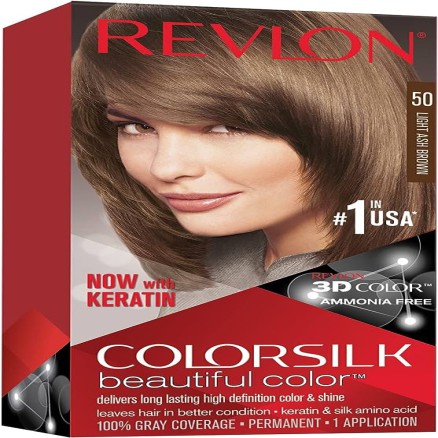 REVLON®
50
LIGHT ASH BROWN
#1 IN USA*
NOW with
KERATIN
REVLON
3D COLOR™
AMMONIA FREE
COLORSILK
beautiful color™
delivers long lasting high definition color & shine
leaves hair in better condition • keratin & silk amino acid
100% GRAY COVERAGE • PERMANENT • 1 APPLICATION